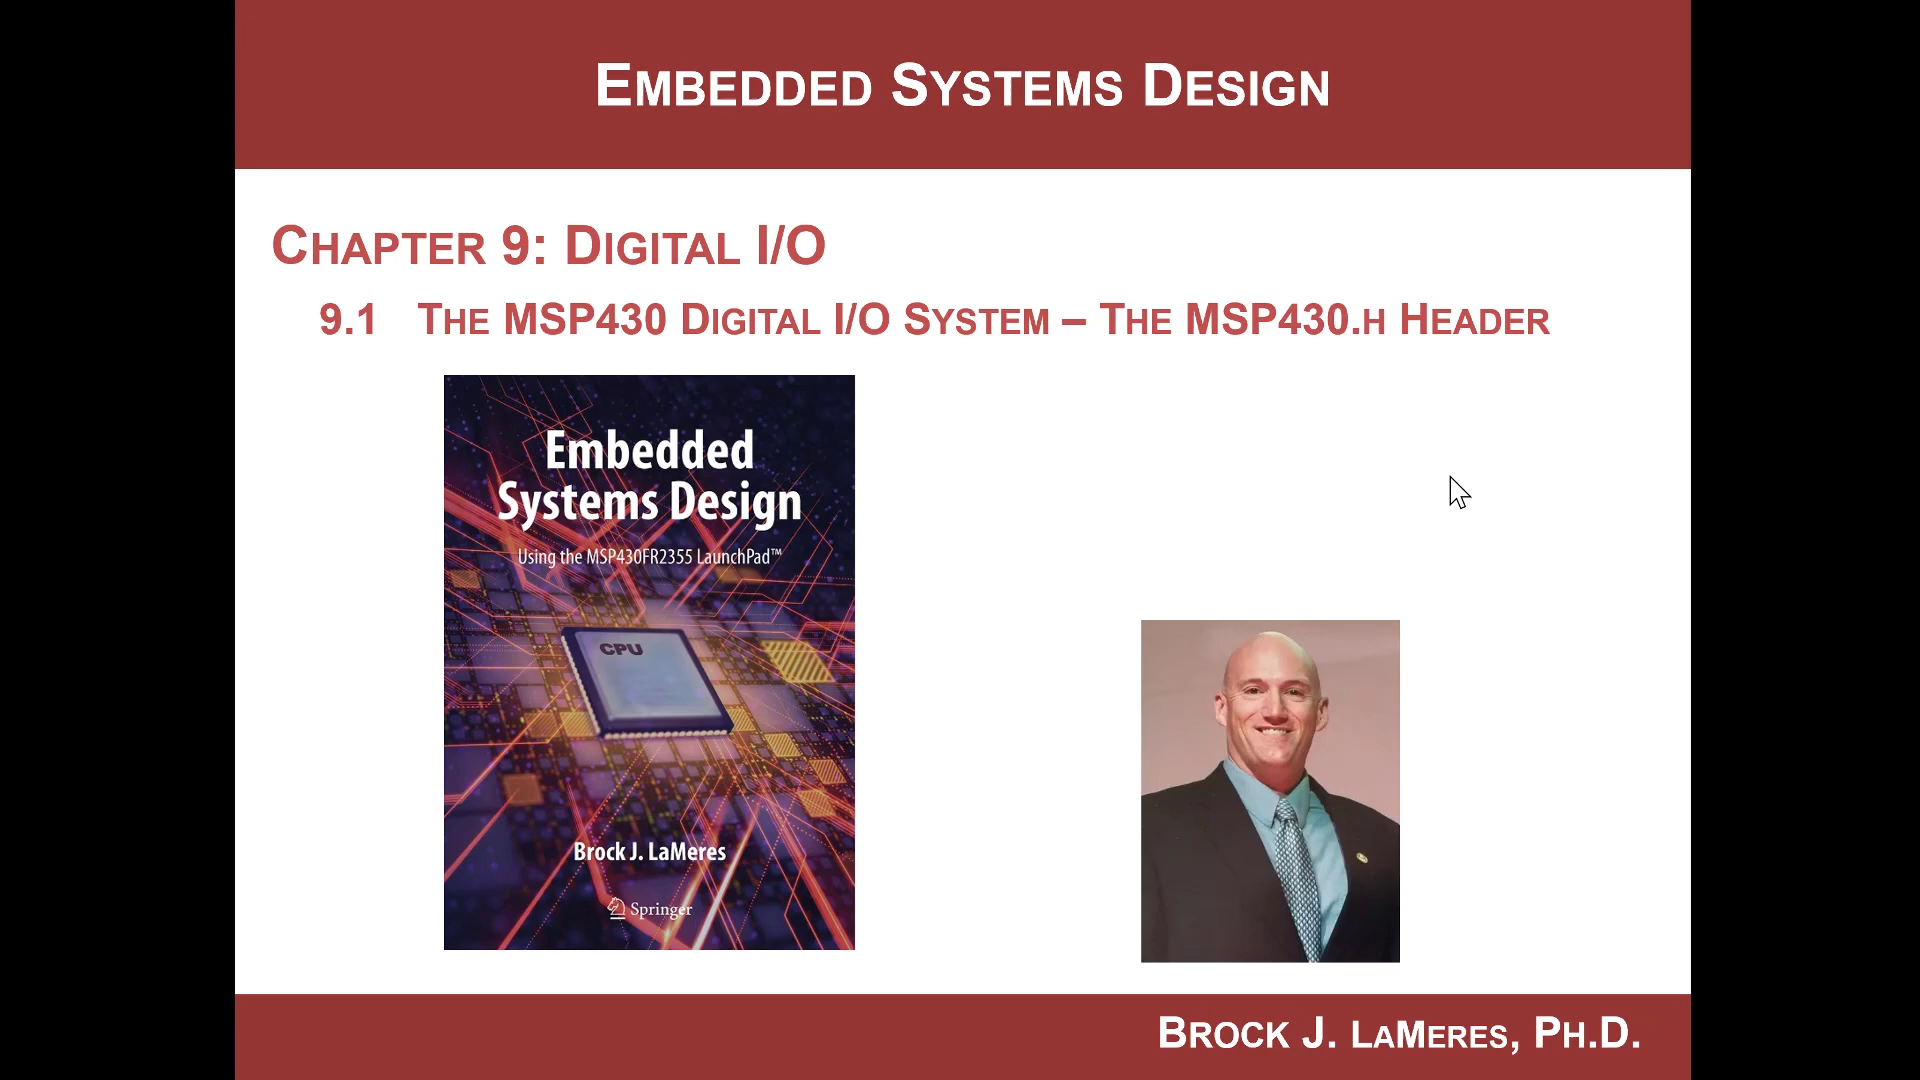 EMBEDDED SYSTEMS DESIGN
CHAPTER 9: DIGITAL I/O
9.1 THE MSP430 DIGITAL I/O SYSTEM – THE MSP430.H HEADER
Embedded
Systems Design
Using the MSP430FR2355 LaunchPad™
CPU
Brock J. LaMeres
Springer
BROCK J. LAMERES, PH.D.